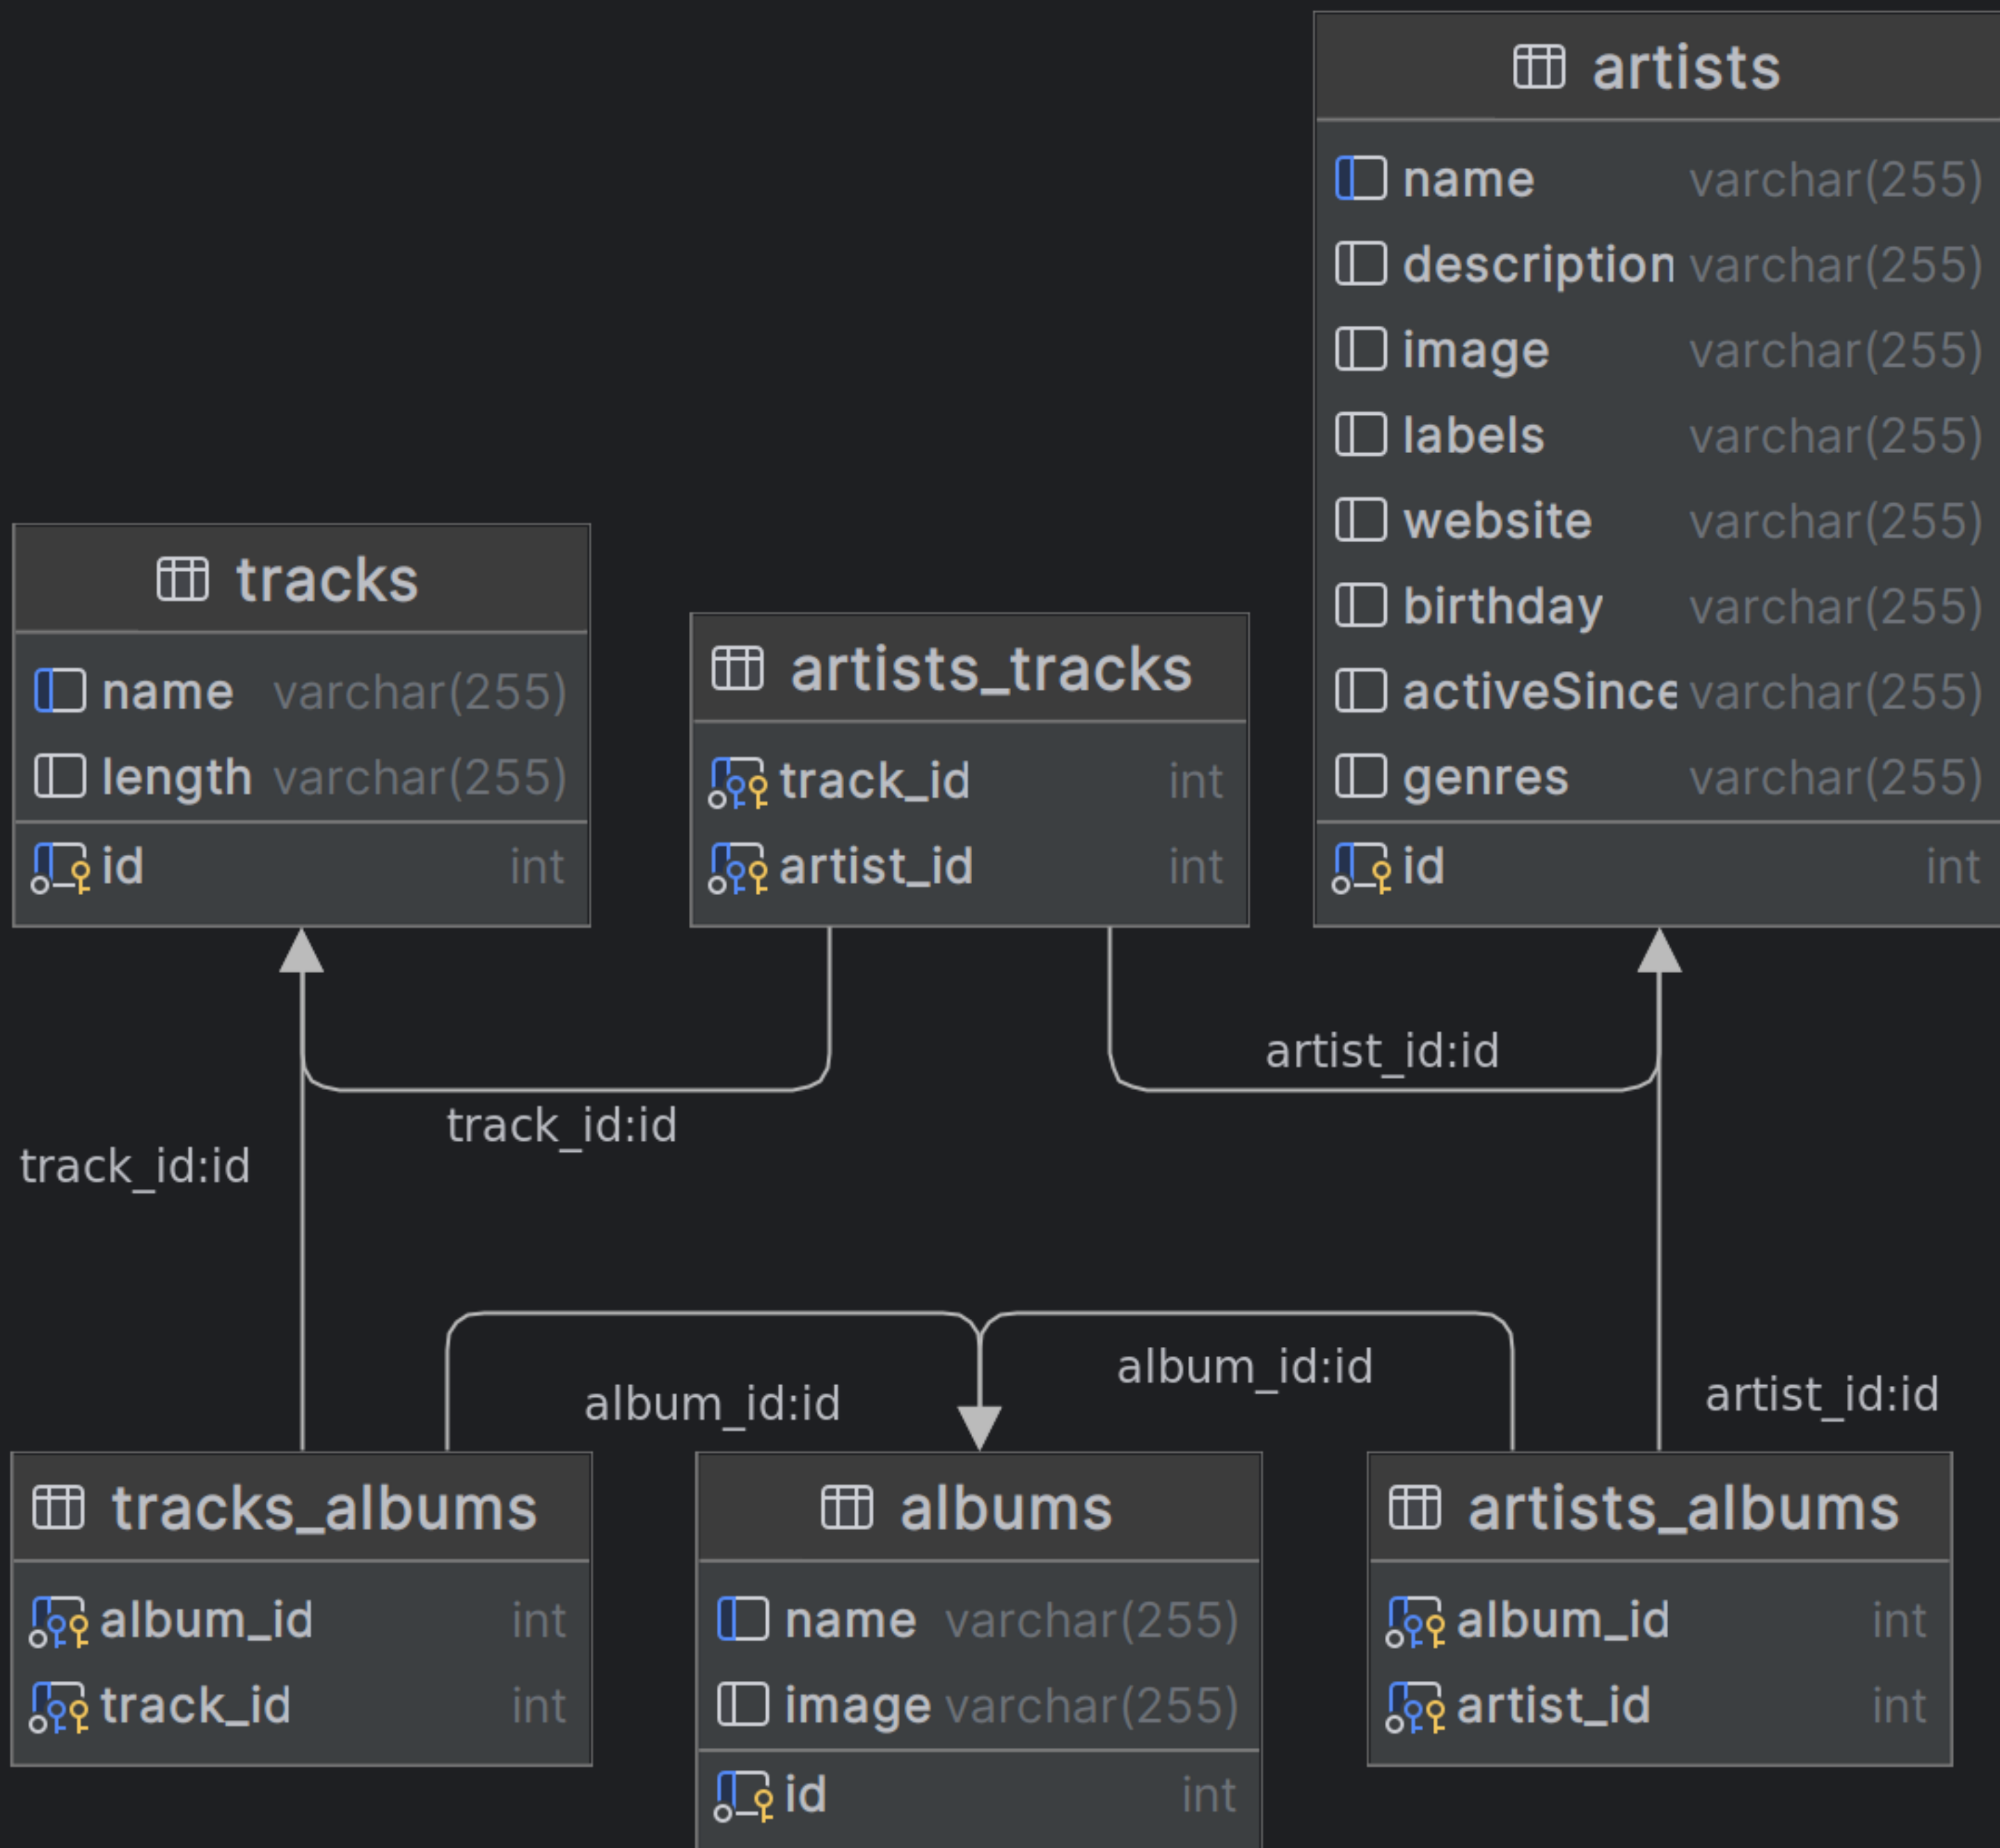 artists
name varchar(255)
description varchar(255)
image varchar(255)
labels varchar(255)
website varchar(255)
birthday varchar(255)
activeSince varchar(255)
genres varchar(255)
id int
tracks
name varchar(255)
length varchar(255)
id int
artists_tracks
track_id int
artist_id int
artist_id:id
track_id:id
track_id:id
album_id:id
album_id:id
artist_id:id
tracks_albums
album_id int
track_id int
albums
name varchar(255)
image varchar(255)
id int
artists_albums
album_id int
artist_id int